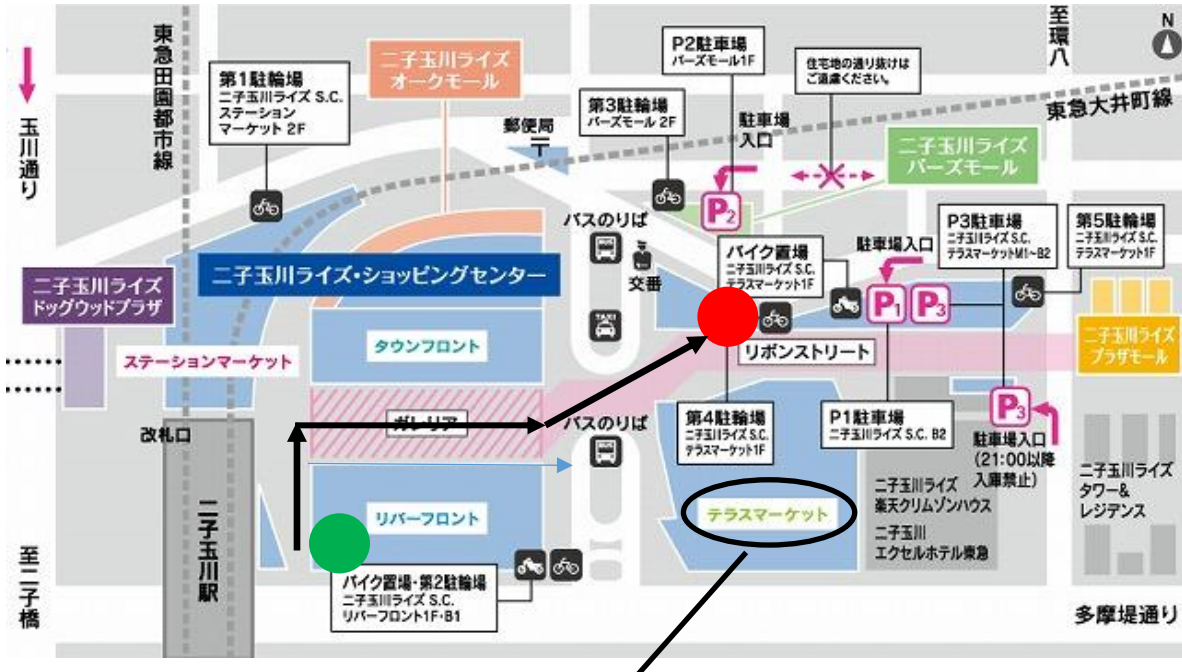 玉川通り
至二子橋
東急田園都市線
第1駐輪場
二子玉川ライズ S.C.
ステーション
マーケット 2F
二子玉川ライズ
オークモール
郵便局
〒
第3駐輪場
バーズモール 2F
P2駐車場
バーズモール1F
住宅地の通り抜けは
ご遠慮ください。
至環八
N
東急大井町線
駐車場
入口
P2
二子玉川ライズ
バーズモール
二子玉川ライズ
ドッグウッドプラザ
二子玉川ライズ・ショッピングセンター
バスのりば
交番
TAXI
バイク置場
二子玉川ライズ S.C.
テラスマーケット1F
駐車場入口
P1
P3
P3駐車場
二子玉川ライズ S.C.
テラスマーケットM1~B2
第5駐輪場
二子玉川ライズ S.C.
テラスマーケット1F
ステーションマーケット
タウンフロント
リボンストリート
二子玉川ライズ
プラザモール
改札口
ガレリア
バスのりば
第4駐輪場
二子玉川ライズ S.C.
テラスマーケット1F
P1駐車場
二子玉川ライズ S.C. B2
P3
駐車場入口
(21:00以降
入庫禁止)
二子玉川駅
リバーフロント
テラスマーケット
二子玉川ライズ
楽天クリムゾンハウス
二子玉川
エクセルホテル東急
二子玉川ライズ
タワー&
レジデンス
バイク置場・第2駐輪場
二子玉川ライズ S.C.
リバーフロント1F・B1
多摩堤通り